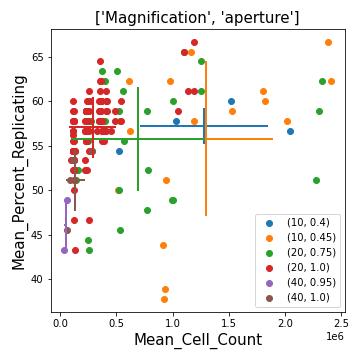 ['Magnification', 'aperture']
Mean_Percent_Replicating
65
60
55
50
45
40
(10, 0.4)
(10, 0.45)
(20, 0.75)
(20, 1.0)
(40, 0.95)
(40, 1.0)
0.0 0.5 1.0 1.5 2.0 2.5
1e6
Mean_Cell_Count